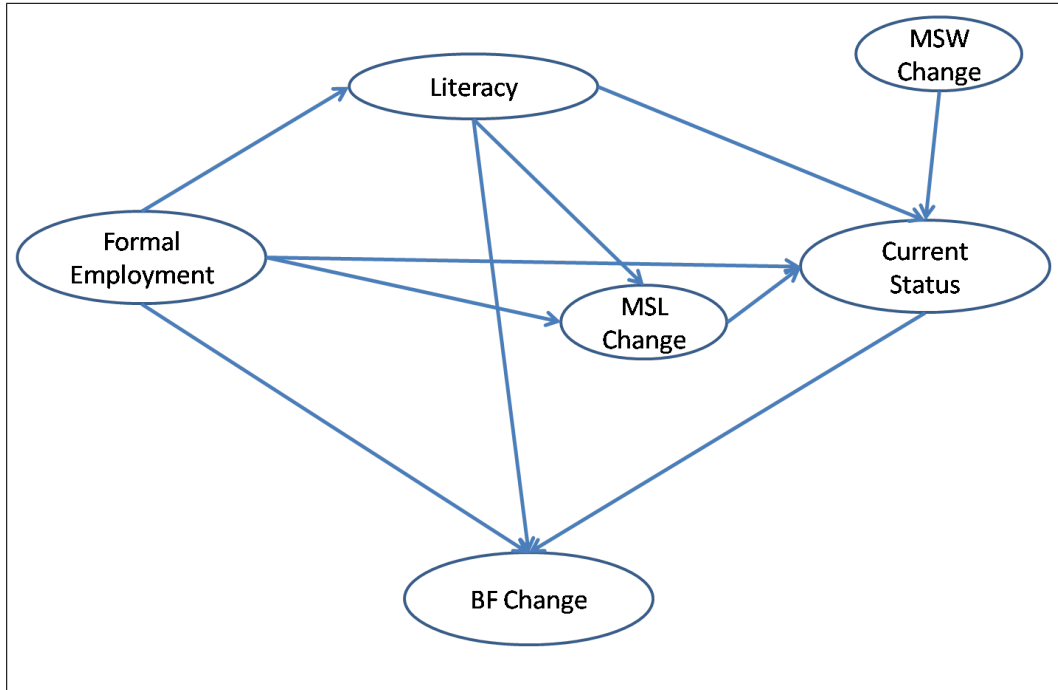 MSW
Change
Literacy
Formal
Employment
Current
Status
MSL
Change
BF Change